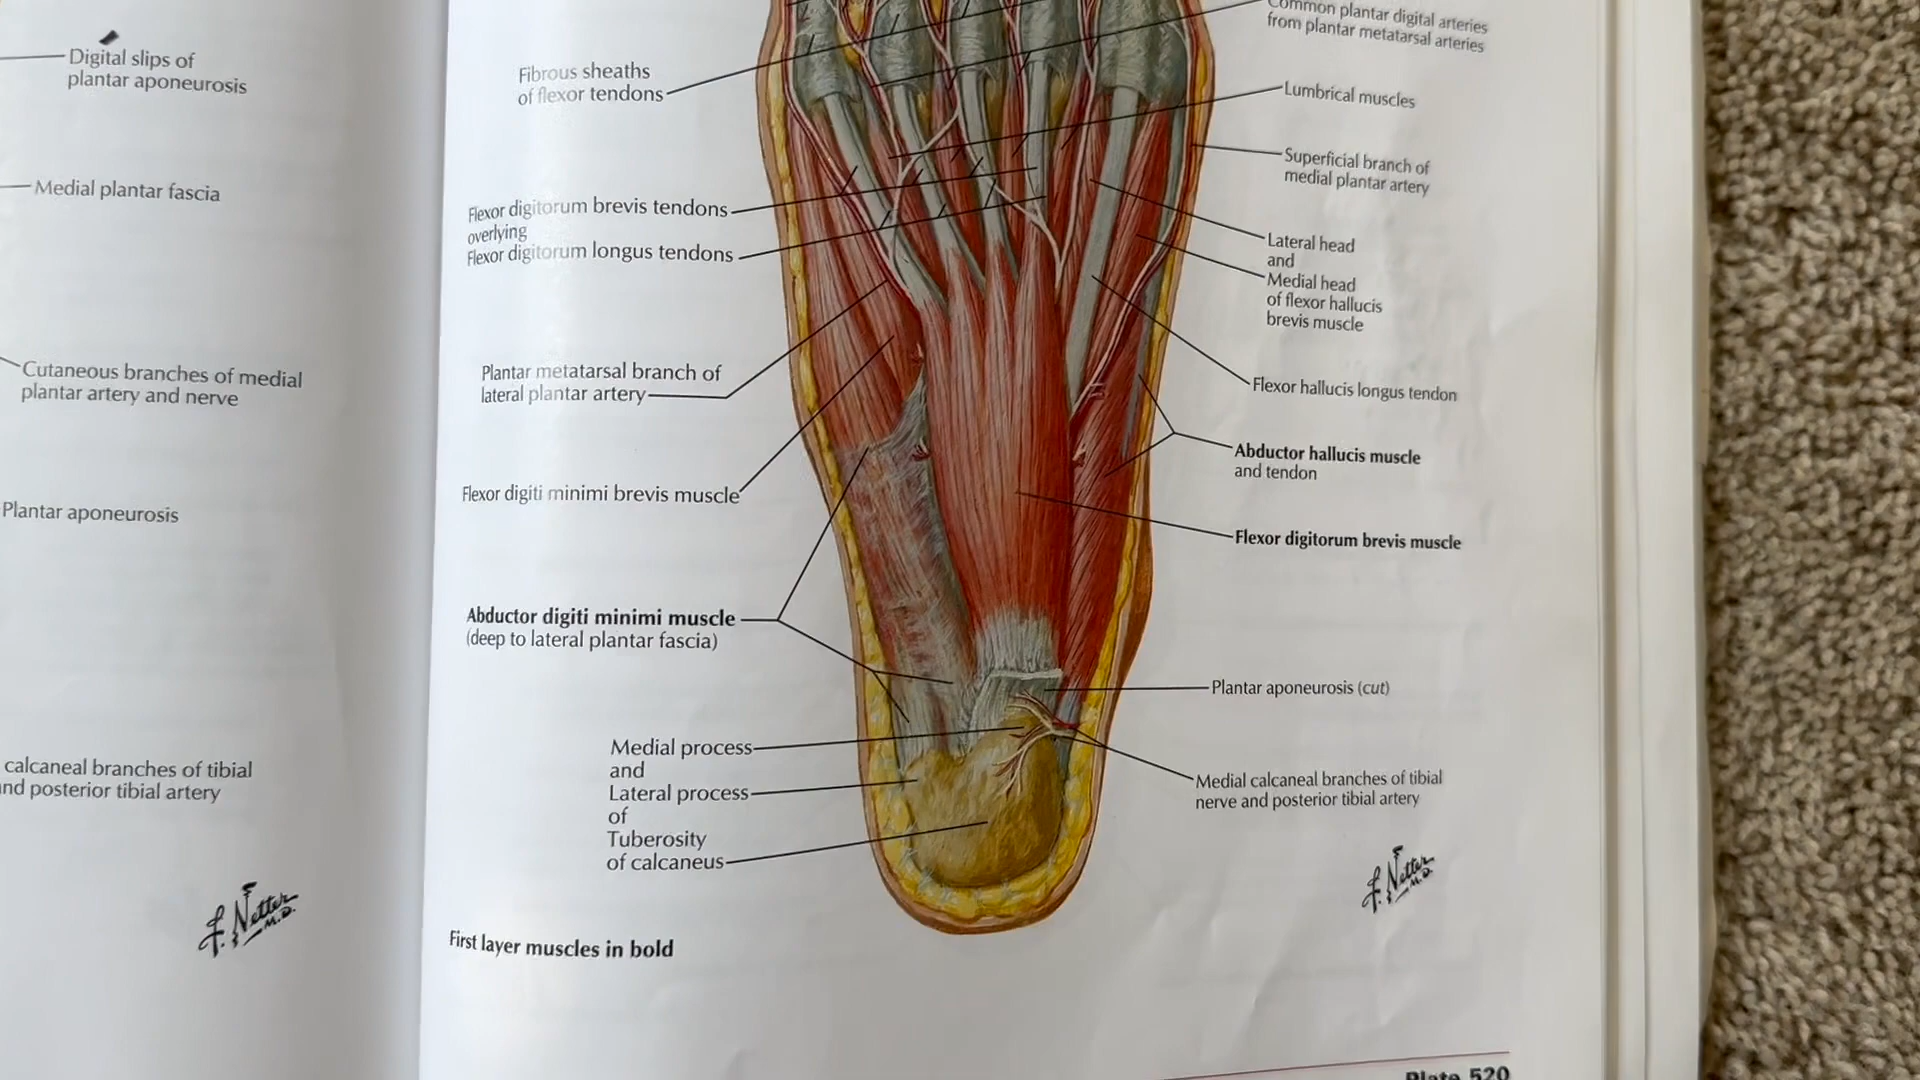 Digital slips of
plantar aponeurosis
Medial plantar fascia
Cutaneous branches of medial
plantar artery and nerve
Plantar aponeurosis
calcaneal branches of tibial
nd posterior tibial artery
F. Netter
M.D.
Fibrous sheaths
of flexor tendons
Flexor digitorum brevis tendons
overlying
Flexor digitorum longus tendons
Plantar metatarsal branch of
lateral plantar artery
Flexor digiti minimi brevis muscle
Abductor digiti minimi muscle
(deep to lateral plantar fascia)
Medial process
and
Lateral process
of
Tuberosity
of calcaneus
First layer muscles in bold
Common plantar digital arteries
from plantar metatarsal arteries
Lumbrical muscles
Superficial branch of
medial plantar artery
Lateral head
and
Medial head
of flexor hallucis
brevis muscle
Flexor hallucis longus tendon
Abductor hallucis muscle
and tendon
Flexor digitorum brevis muscle
Plantar aponeurosis (cut)
Medial calcaneal branches of tibial
nerve and posterior tibial artery
F. Netter
M.D.
Plate 520